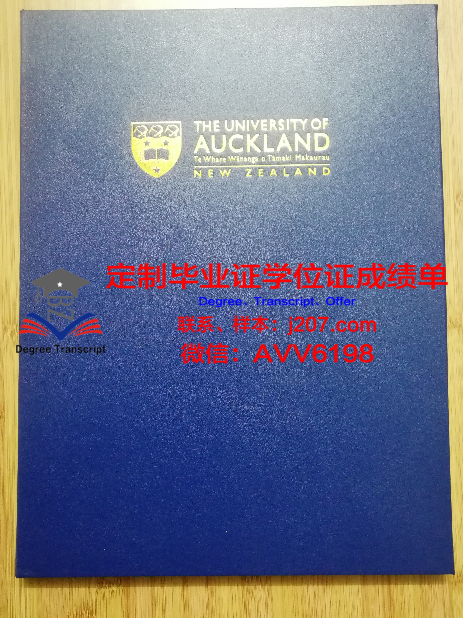 THE UNIVERSITY OF
AUCKLAND
Te Whare Wānanga o Tāmaki Makaurau
NEW ZEALAND
定制毕业证学位证成绩单
Degree、Transcript、Offer
联系、样本：j207.com
微信：AVV6198
Degree Transcript